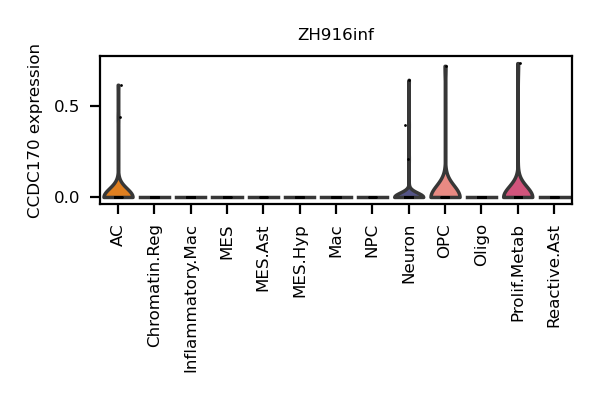 ZH916inf
CCDC170 expression
0.5
0.0
AC
Chromatin.Reg
Inflammatory.Mac
MES
MES.Ast
MES.Hyp
Mac
NPC
Neuron
OPC
Oligo
Prolif.Metab
Reactive.Ast